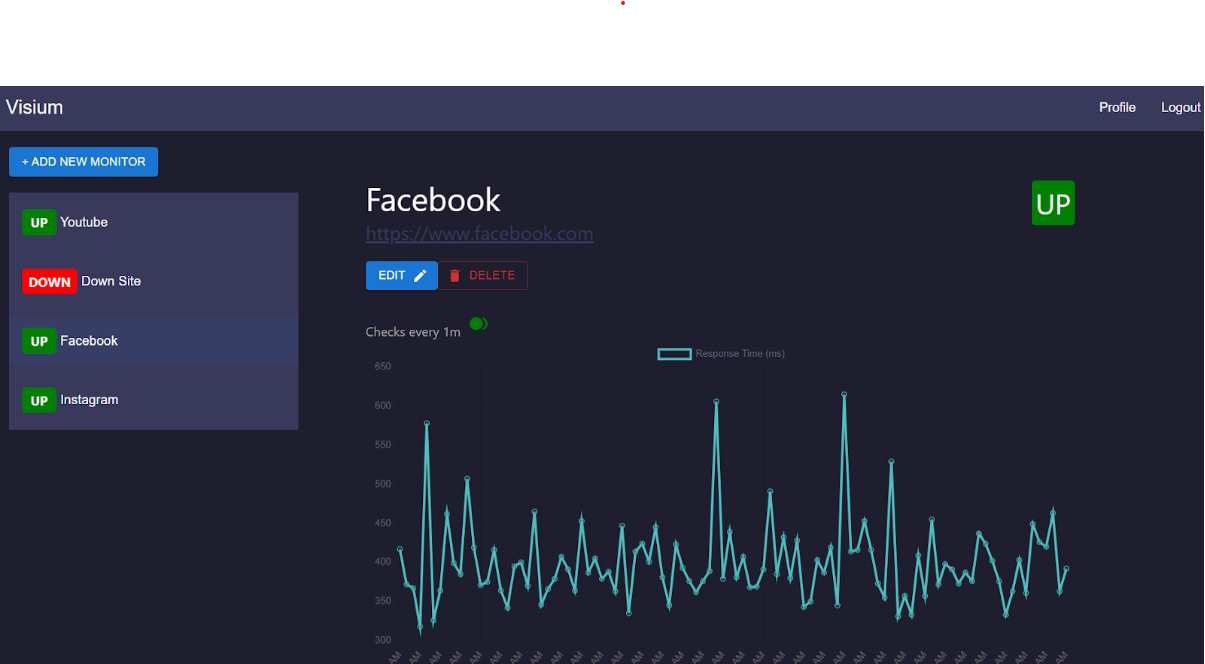 Visium
Profile Logout
+ ADD NEW MONITOR
UP Youtube
DOWN Down Site
UP Facebook
UP Instagram
Facebook
UP
https://www.facebook.com
EDIT DELETE
Checks every 1m
Response Time (ms)
650
600
550
500
450
400
350
300
AM AM AM AM AM AM AM AM AM AM AM AM AM AM AM AM AM AM AM AM AM AM AM AM AM AM AM AM AM AM AM AM AM AM